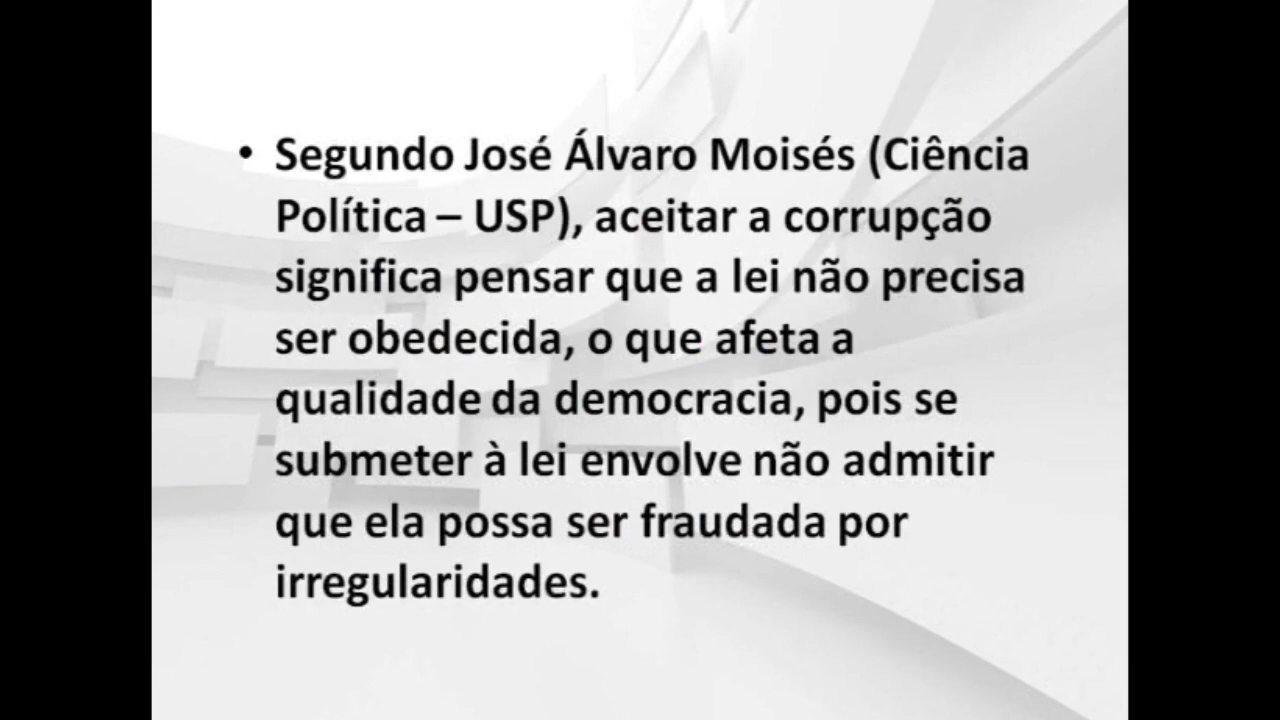 • Segundo José Álvaro Moisés (Ciência
Política – USP), aceitar a corrupção
significa pensar que a lei não precisa
ser obedecida, o que afeta a
qualidade da democracia, pois se
submeter à lei envolve não admitir
que ela possa ser fraudada por
irregularidades.